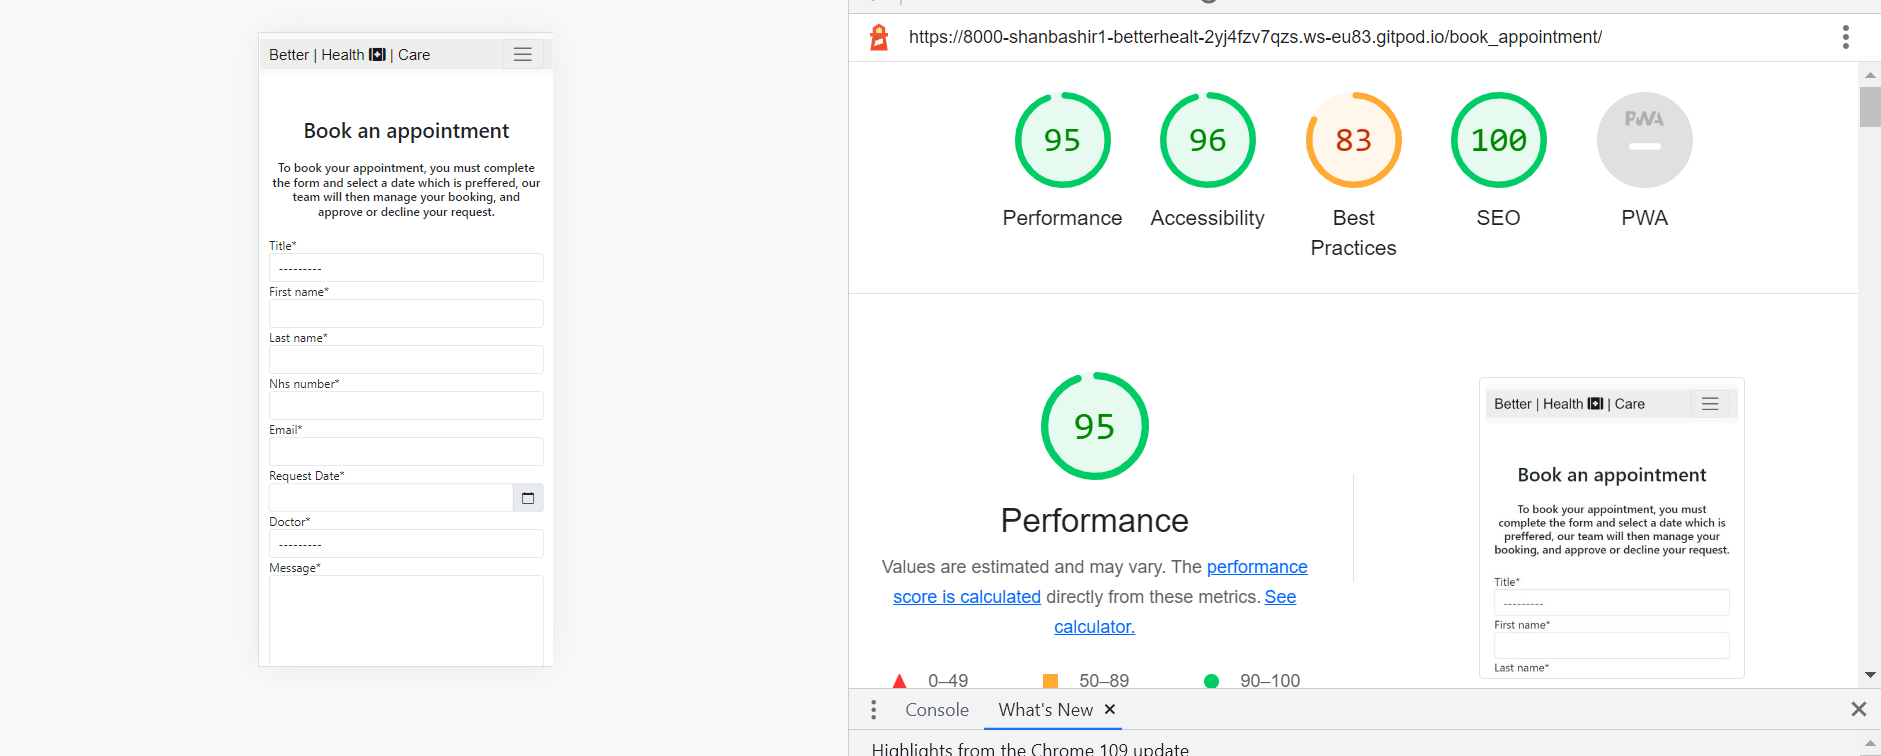 Better | Health | Care
Book an appointment
To book your appointment, you must complete
the form and select a date which is preffered, our
team will then manage your booking, and
approve or decline your request.
Title*
---------
First name*
Last name*
Nhs number*
Email*
Request Date*
Doctor*
---------
Message*
https://8000-shanbashir1-betterhealt-2yj4fzv7qzs.ws-eu83.gitpod.io/book_appointment/
95
96
83
100
PWA
Performance
Accessibility
Best
Practices
SEO
PWA
95
Performance
Values are estimated and may vary. The performance
score is calculated directly from these metrics. See
calculator.
0–49
50–89
90–100
Better | Health | Care
Book an appointment
To book your appointment, you must
complete the form and select a date which is
preffered, our team will then manage your
booking, and approve or decline your request.
Title*
---------
First name*
Last name*
Console
What's New
Highlights from the Chrome 109 update